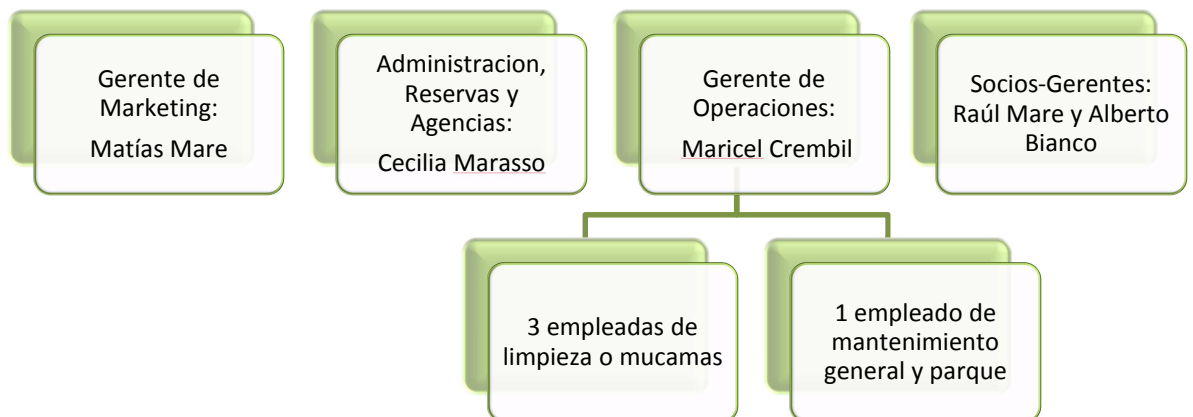 Gerente de
Marketing:
Matías Mare
Administracion,
Reservas y
Agencias:
Cecilia Marasso
Gerente de
Operaciones:
Maricel Crembil
Socios-Gerentes:
Raúl Mare y Alberto
Bianco
3 empleadas de
limpieza o mucamas
1 empleado de
mantenimiento
general y parque